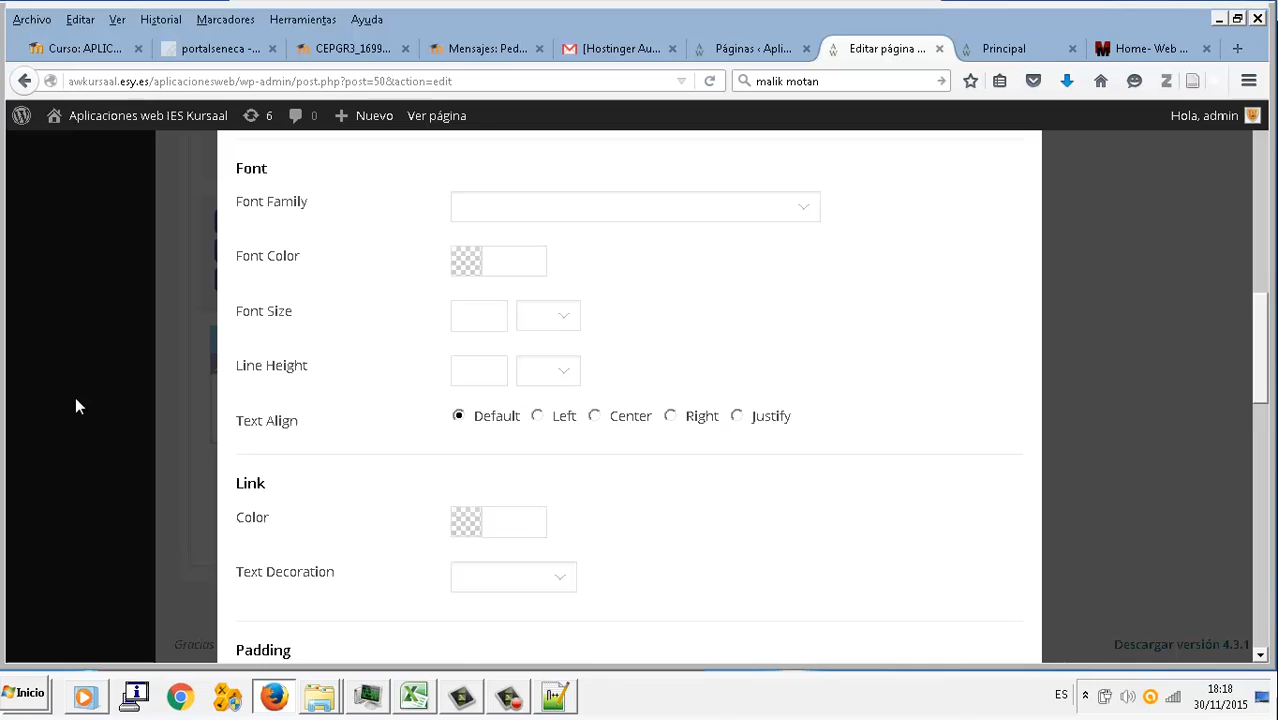 Archivo Editar Ver Historial Marcadores Herramientas Ayuda
Curso: APLIC... portalseneca -... CEPGR3_1699... Mensajes: Ped... [Hostinger Au... Páginas ‹ Apli... Editar página ... Principal Home- Web ...
awkursaal.esy.es/aplicacionesweb/wp-admin/post.php?post=50&action=edit malik motan
Aplicaciones web IES Kursaal 6 0 Nuevo Ver página Hola, admin
Font
Font Family
Font Color
Font Size
Line Height
Text Align Default Left Center Right Justify
Link
Color
Text Decoration
Padding
Gracias Descargar versión 4.3.1
Inicio ES 18:18
30/11/2015